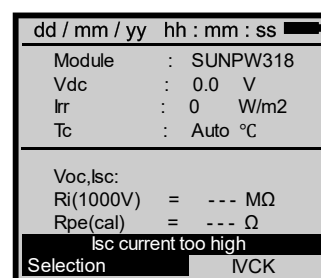 dd / mm / yy hh : mm : ss
Module : SUNPW318
Vdc : 0.0 V
Irr : 0 W/m2
Tc : Auto ℃
Voc,Isc:
Ri(1000V) = - - - MΩ
Rpe(cal) = - - - Ω
Isc current too high
Selection IVCK